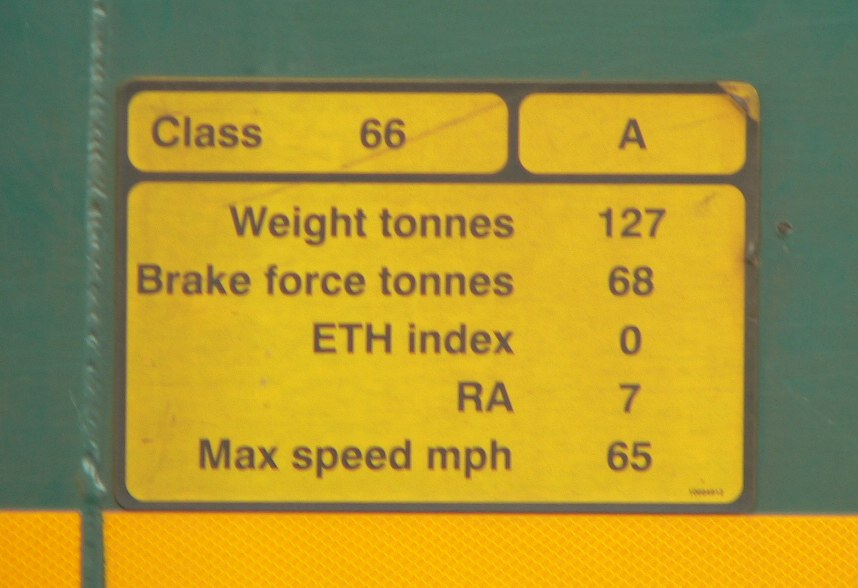 Class 66 A
Weight tonnes 127
Brake force tonnes 68
ETH index 0
RA 7
Max speed mph 65